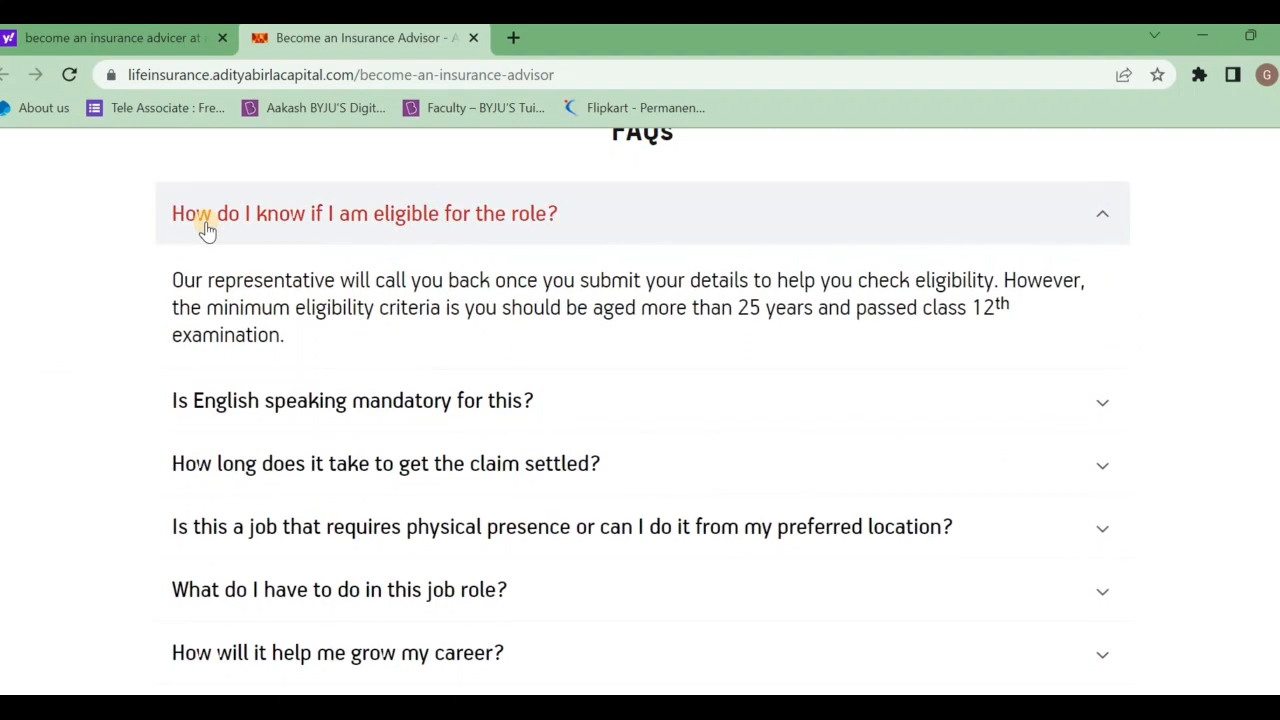 become an insurance advicer at
Become an Insurance Advisor - A
lifeinsurance.adityabirlacapital.com/become-an-insurance-advisor
G
About us
Tele Associate : Fre...
Aakash BYJU'S Digit...
Faculty – BYJU'S Tui...
Flipkart - Permanen...
FAQs
How do I know if I am eligible for the role?
Our representative will call you back once you submit your details to help you check eligibility. However,
the minimum eligibility criteria is you should be aged more than 25 years and passed class 12th
examination.
Is English speaking mandatory for this?
How long does it take to get the claim settled?
Is this a job that requires physical presence or can I do it from my preferred location?
What do I have to do in this job role?
How will it help me grow my career?